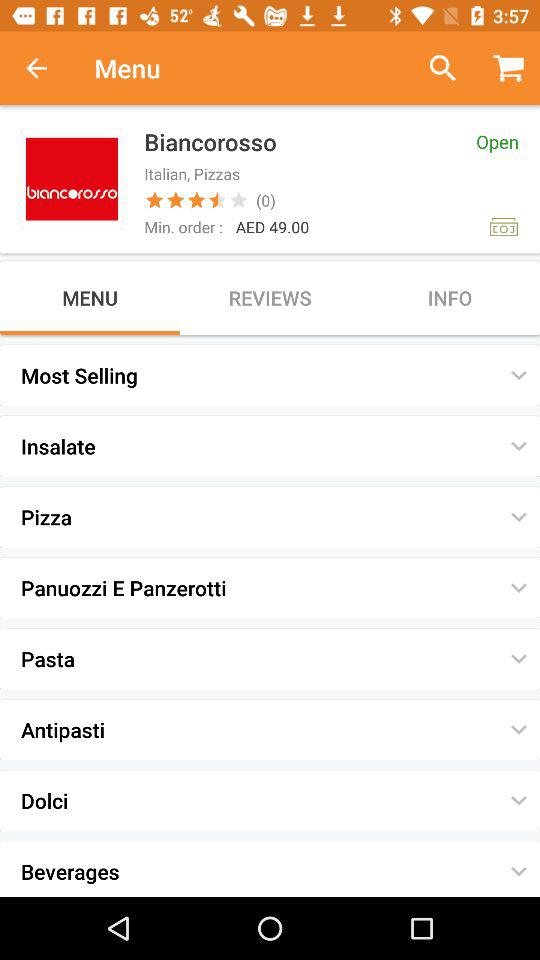 52°
3:57
Menu
biancorosso
Biancorosso
Open
Italian, Pizzas
(0)
Min. order : AED 49.00
MENU
REVIEWS
INFO
Most Selling
Insalate
Pizza
Panuozzi E Panzerotti
Pasta
Antipasti
Dolci
Beverages